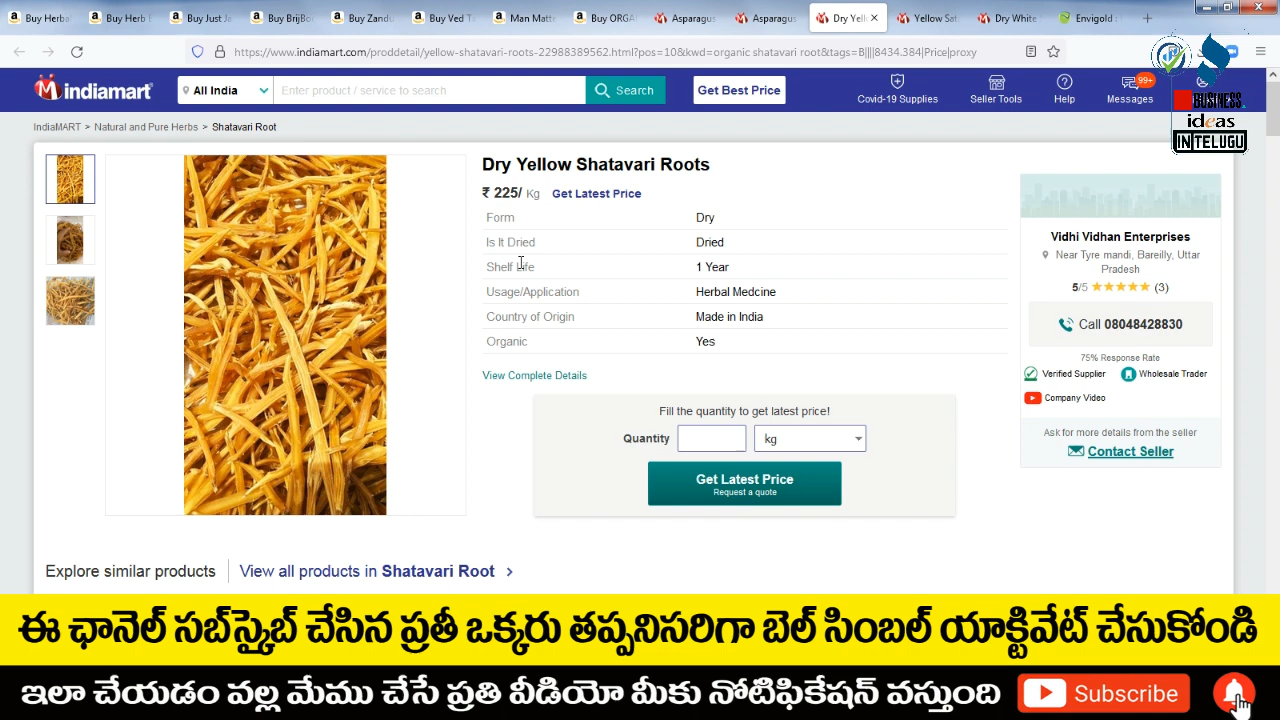 Buy Herba
Buy Herb E
Buy Just Ja
Buy BrijBo
Buy Zandu
Buy Ved Te
Man Matte
Buy ORGA
Asparagus
Asparagus
Dry Yello
Yellow Sat
Dry White
Envigold :
https://www.indiamart.com/proddetail/yellow-shatavari-roots-22988389562.html?pos=10&kwd=organic shatavari root&tags=B||||8434.384|Price|proxy
indiamart
All India
Enter product / service to search
Search
Get Best Price
Covid-19 Supplies
Seller Tools
Help
99+
Messages
BUSINESS
ideas
IN TELUGU
IndiaMART > Natural and Pure Herbs > Shatavari Root
Dry Yellow Shatavari Roots
₹ 225/ Kg Get Latest Price
Form Dry
Is It Dried Dried
Shelf Life 1 Year
Usage/Application Herbal Medcine
Country of Origin Made in India
Organic Yes
View Complete Details
Fill the quantity to get latest price!
Quantity kg
Get Latest Price
Request a quote
Vidhi Vidhan Enterprises
Near Tyre mandi, Bareilly, Uttar
Pradesh
5/5 ★★★★★ (3)
Call 08048428830
75% Response Rate
Verified Supplier Wholesale Trader
Company Video
Ask for more details from the seller
Contact Seller
Explore similar products View all products in Shatavari Root >
ఈ ఛానెల్ సబ్‌స్క్రైబ్ చేసిన ప్రతీ ఒక్కరు తప్పనిసరిగా బెల్ సింబల్ యాక్టివేట్ చేసుకోండి
ఇలా చేయడం వల్ల మేము చేసే ప్రతి వీడియో మీకు నోటిఫికేషన్ వస్తుంది Subscribe